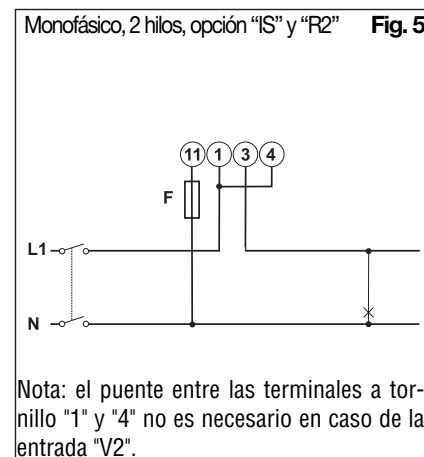 Monofásico, 2 hilos, opción “IS” y “R2” Fig. 5
11 1 3 4
F
L1
N
Nota: el puente entre las terminales a tor-
nillo "1" y "4" no es necesario en caso de la
entrada "V2".